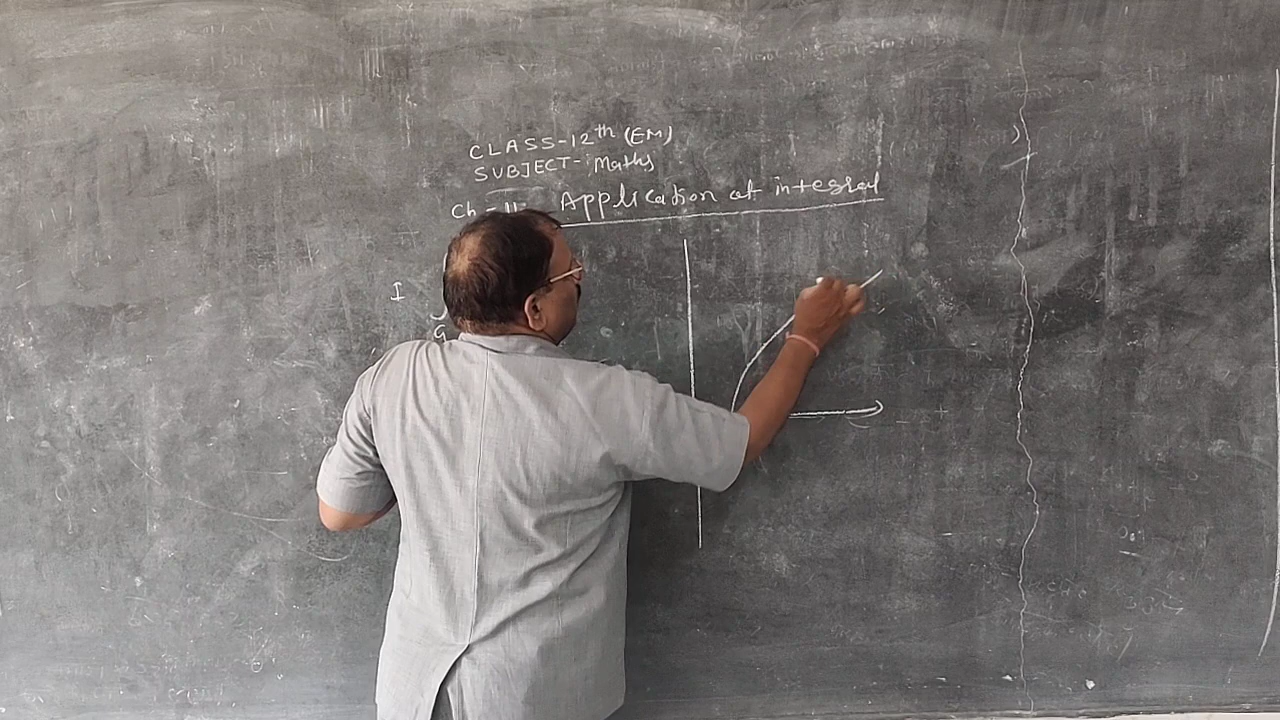 CLASS-12th (EM)
SUBJECT-: Maths
Ch - 11- Application of integral
I
G